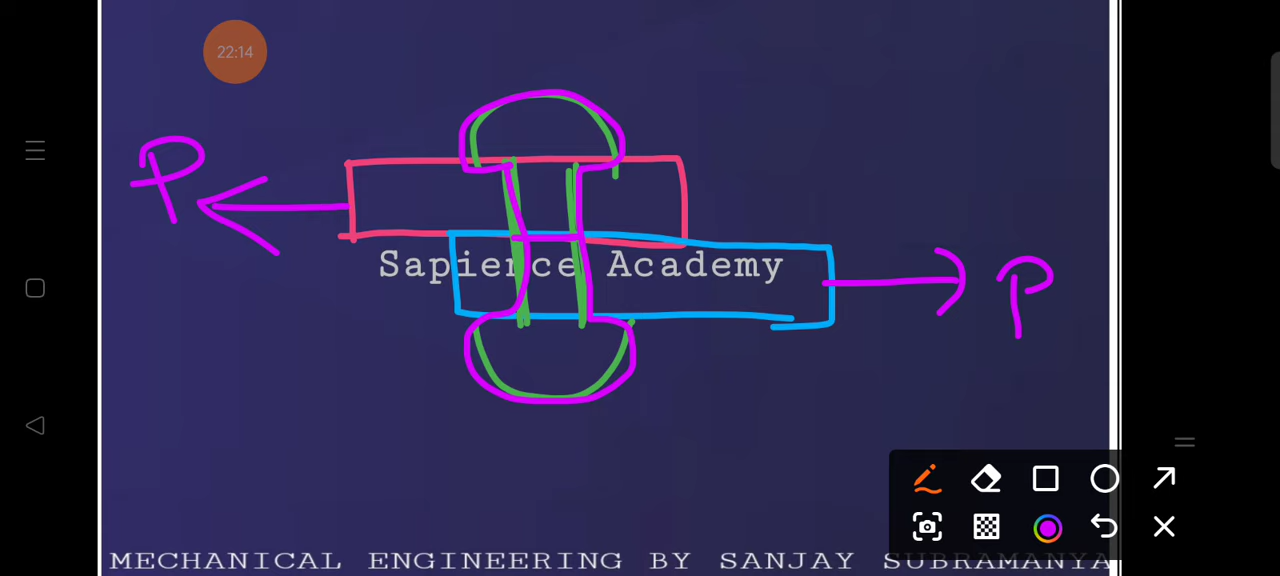 22:14
P
Sapience Academy
P
MECHANICAL ENGINEERING BY SANJAY SUBRAMANYA